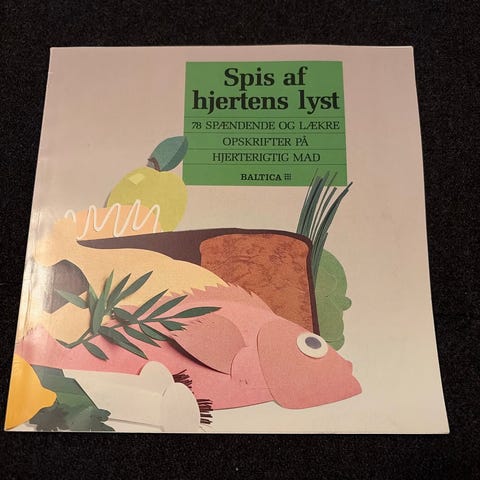 Spis af
hjertens lyst
78 SPÆNDENDE OG LÆKRE
OPSKRIFTER PÅ
HJERTERIGTIG MAD
BALTICA